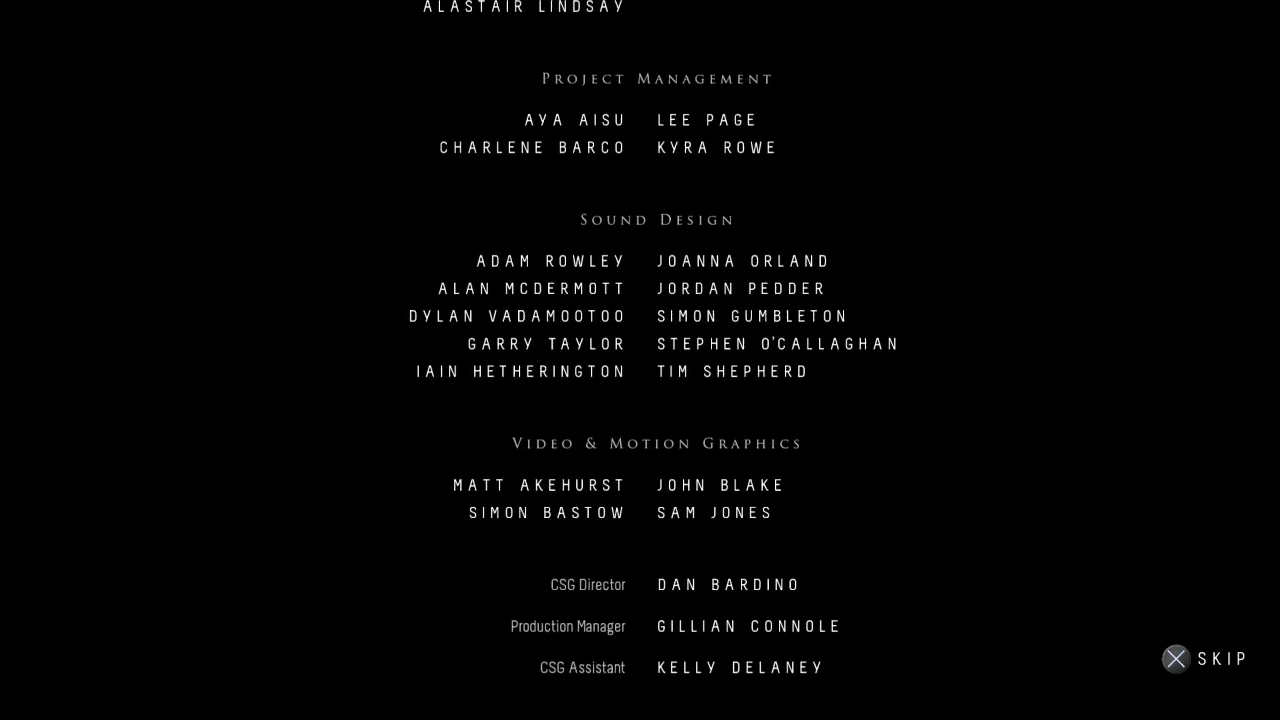 ALASTAIR LINDSAY
PROJECT MANAGEMENT
AYA AISU LEE PAGE
CHARLENE BARCO KYRA ROWE
SOUND DESIGN
ADAM ROWLEY JOANNA ORLAND
ALAN MCDERMOTT JORDAN PEDDER
DYLAN VADAMOOTOO SIMON GUMBLETON
GARRY TAYLOR STEPHEN O'CALLAGHAN
IAIN HETHERINGTON TIM SHEPHERD
VIDEO & MOTION GRAPHICS
MATT AKEHURST JOHN BLAKE
SIMON BASTOW SAM JONES
CSG Director DAN BARDINO
Production Manager GILLIAN CONNOLE
CSG Assistant KELLY DELANEY
SKIP